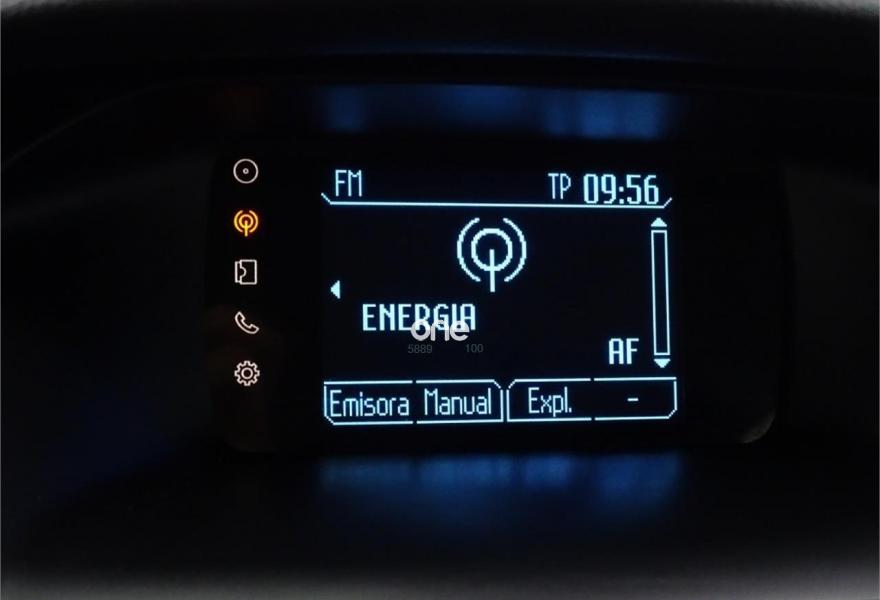 FM TP 09:56
ENERGIA
one
5889 100
AF
Emisora Manual Expl. -